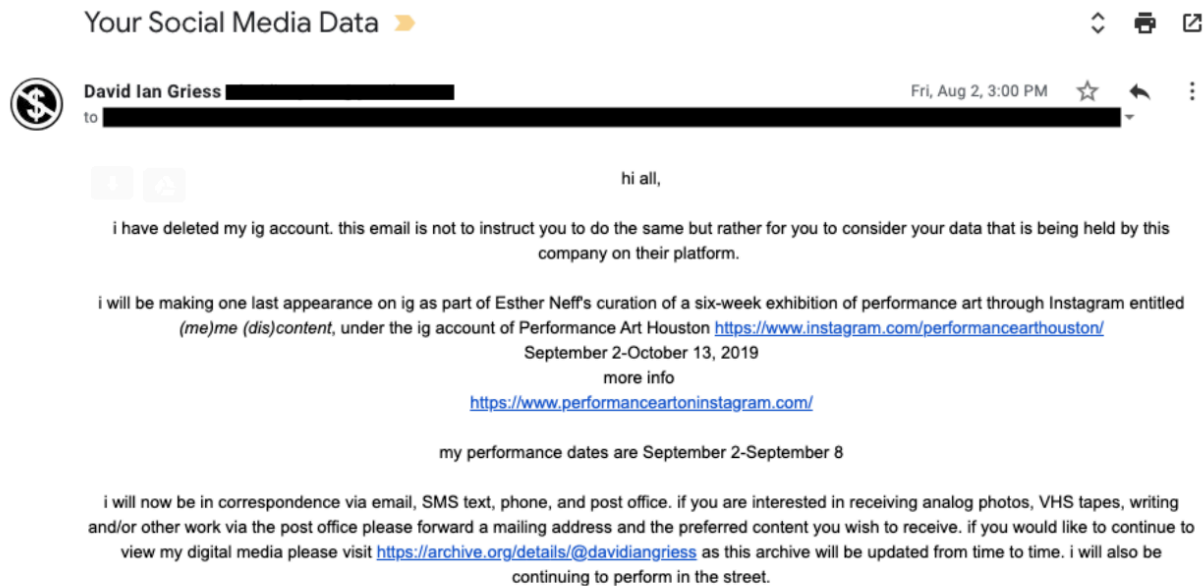 Your Social Media Data
David Ian Griess
Fri, Aug 2, 3:00 PM
to
hi all,
i have deleted my ig account. this email is not to instruct you to do the same but rather for you to consider your data that is being held by this
company on their platform.
i will be making one last appearance on ig as part of Esther Neff's curation of a six-week exhibition of performance art through Instagram entitled
(me)me (dis)content, under the ig account of Performance Art Houston https://www.instagram.com/performancearthouston/
September 2-October 13, 2019
more info
https://www.performanceartoninstagram.com/
my performance dates are September 2-September 8
i will now be in correspondence via email, SMS text, phone, and post office. if you are interested in receiving analog photos, VHS tapes, writing
and/or other work via the post office please forward a mailing address and the preferred content you wish to receive. if you would like to continue to
view my digital media please visit https://archive.org/details/@davidiangriess as this archive will be updated from time to time. i will also be
continuing to perform in the street.